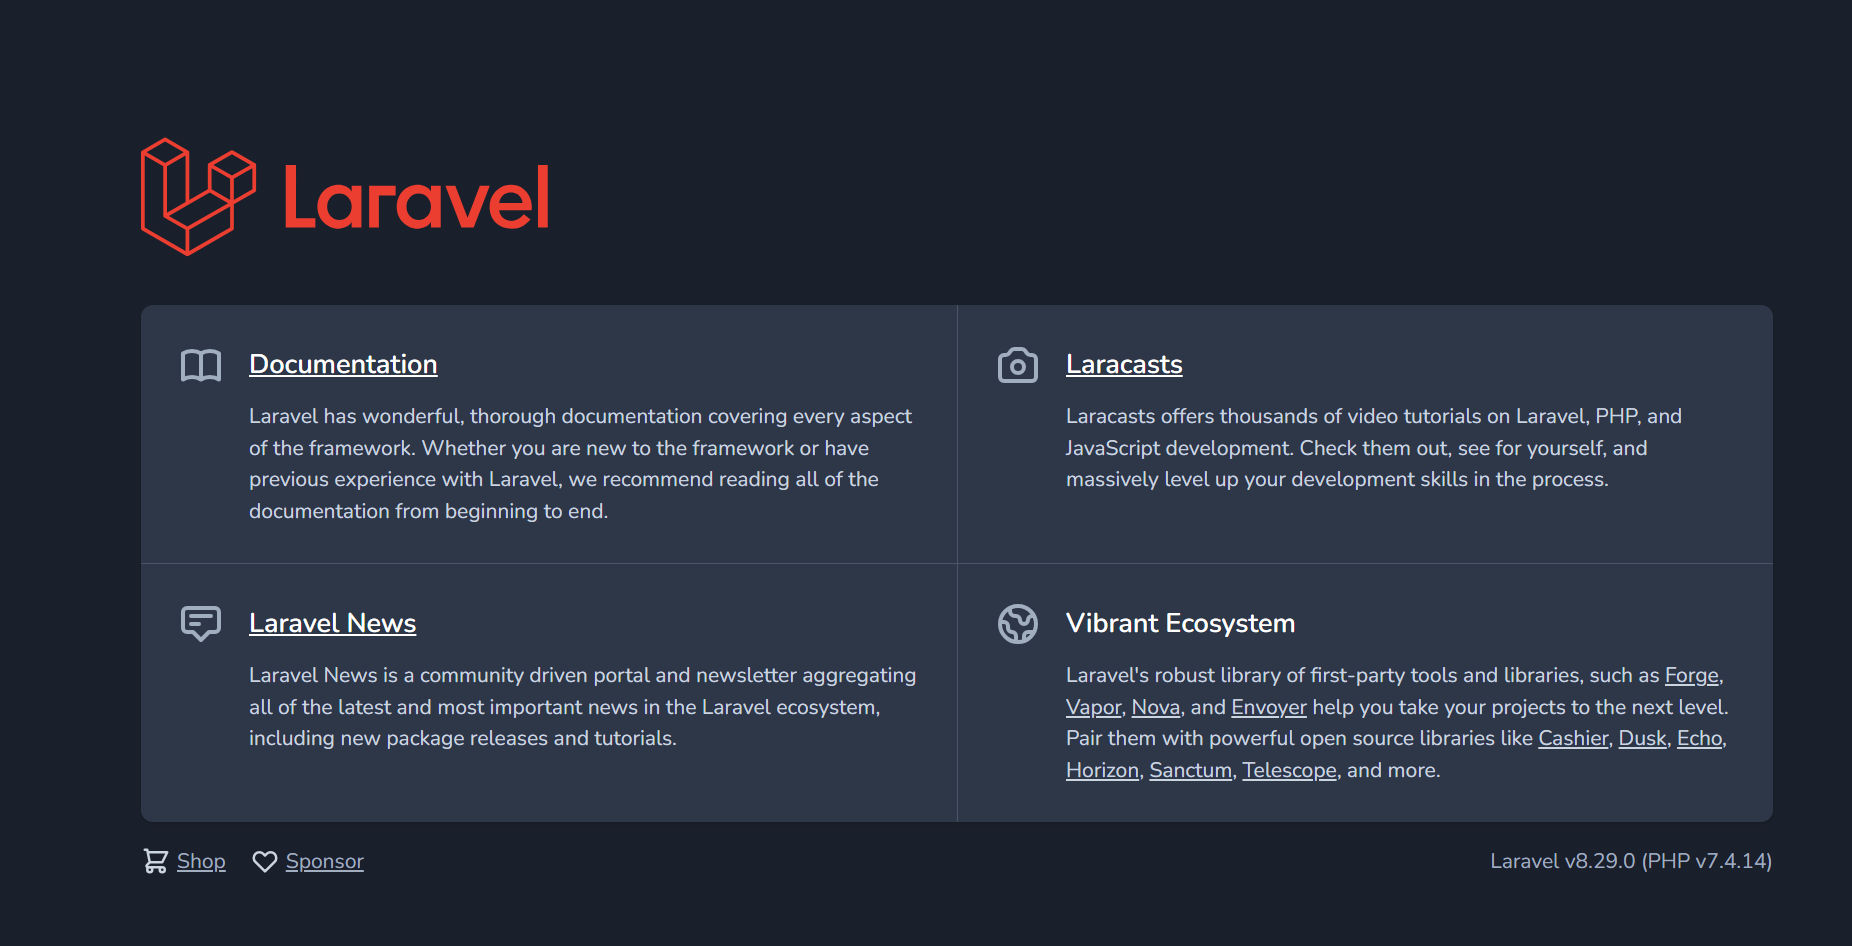 Laravel
Documentation
Laravel has wonderful, thorough documentation covering every aspect
of the framework. Whether you are new to the framework or have
previous experience with Laravel, we recommend reading all of the
documentation from beginning to end.
Laracasts
Laracasts offers thousands of video tutorials on Laravel, PHP, and
JavaScript development. Check them out, see for yourself, and
massively level up your development skills in the process.
Laravel News
Laravel News is a community driven portal and newsletter aggregating
all of the latest and most important news in the Laravel ecosystem,
including new package releases and tutorials.
Vibrant Ecosystem
Laravel's robust library of first-party tools and libraries, such as Forge,
Vapor, Nova, and Envoyer help you take your projects to the next level.
Pair them with powerful open source libraries like Cashier, Dusk, Echo,
Horizon, Sanctum, Telescope, and more.
Shop Sponsor Laravel v8.29.0 (PHP v7.4.14)